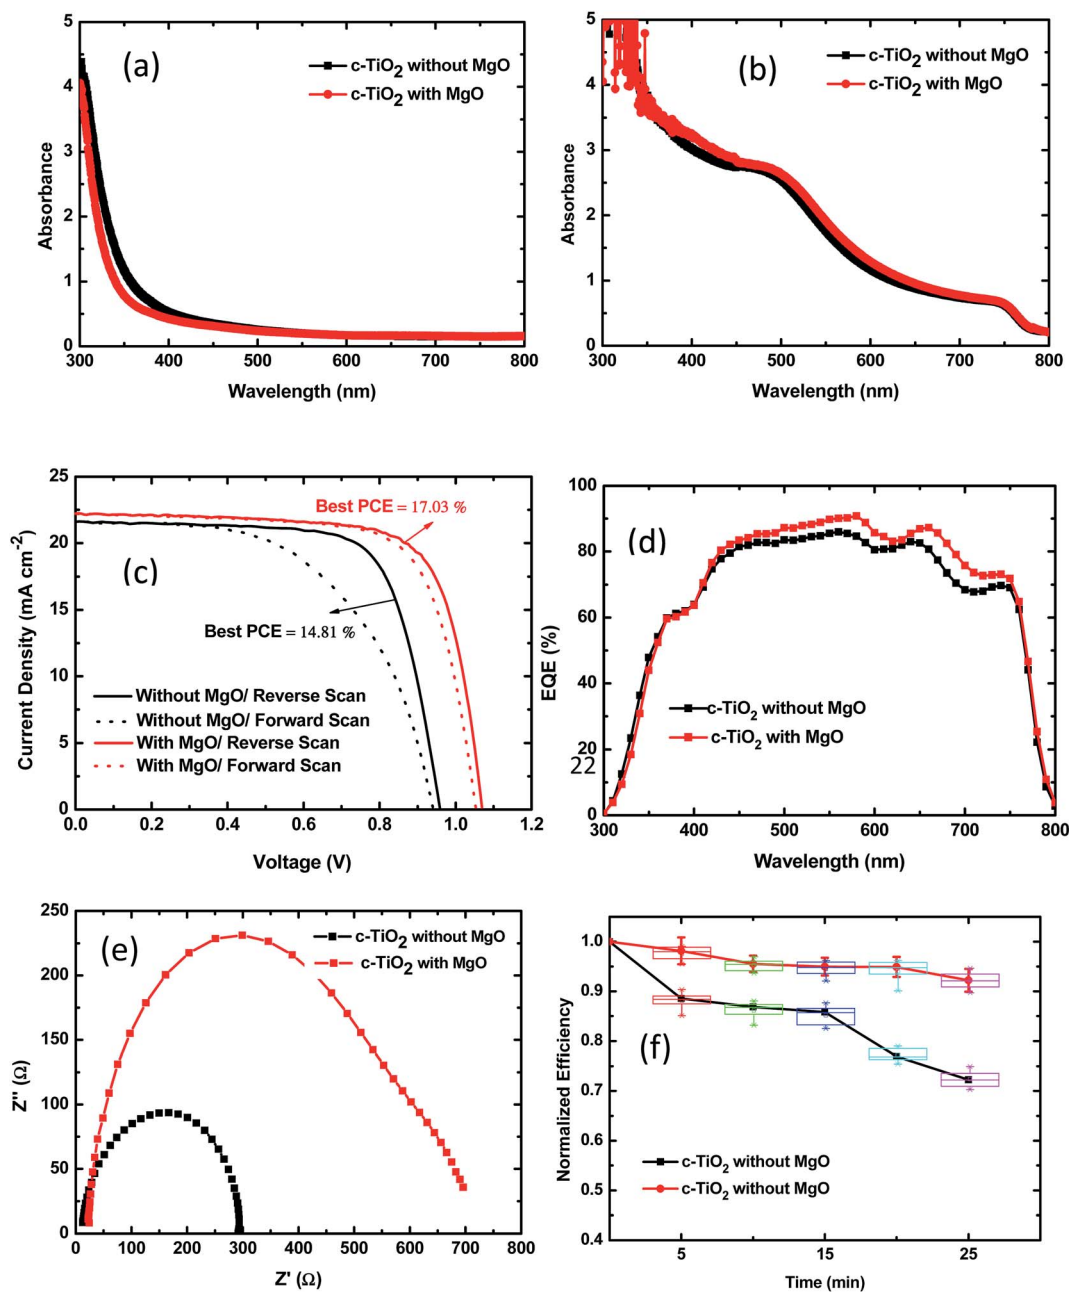 (a)
c-TiO2 without MgO
c-TiO2 with MgO
5
4
3
2
1
0
300 400 500 600 700 800
Absorbance
Wavelength (nm)
(b)
c-TiO2 without MgO
c-TiO2 with MgO
5
4
3
2
1
0
300 400 500 600 700 800
Absorbance
Wavelength (nm)
25
20
15
10
5
0
Best PCE = 17.03 %
(c)
Best PCE = 14.81 %
Without MgO/ Reverse Scan
Without MgO/ Forward Scan
With MgO/ Reverse Scan
With MgO/ Forward Scan
0.0 0.2 0.4 0.6 0.8 1.0 1.2
Current Density (mA cm-2)
Voltage (V)
100
80
60
40
20
0
(d)
c-TiO2 without MgO
c-TiO2 with MgO
22
300 400 500 600 700 800
EQE (%)
Wavelength (nm)
250
200
150
100
50
0
(e)
c-TiO2 without MgO
c-TiO2 with MgO
0 100 200 300 400 500 600 700 800
Z'' (Ω)
Z' (Ω)
1.0
0.9
0.8
0.7
0.6
0.5
0.4
(f)
c-TiO2 without MgO
c-TiO2 without MgO
5 15 25
Normalized Efficiency
Time (min)